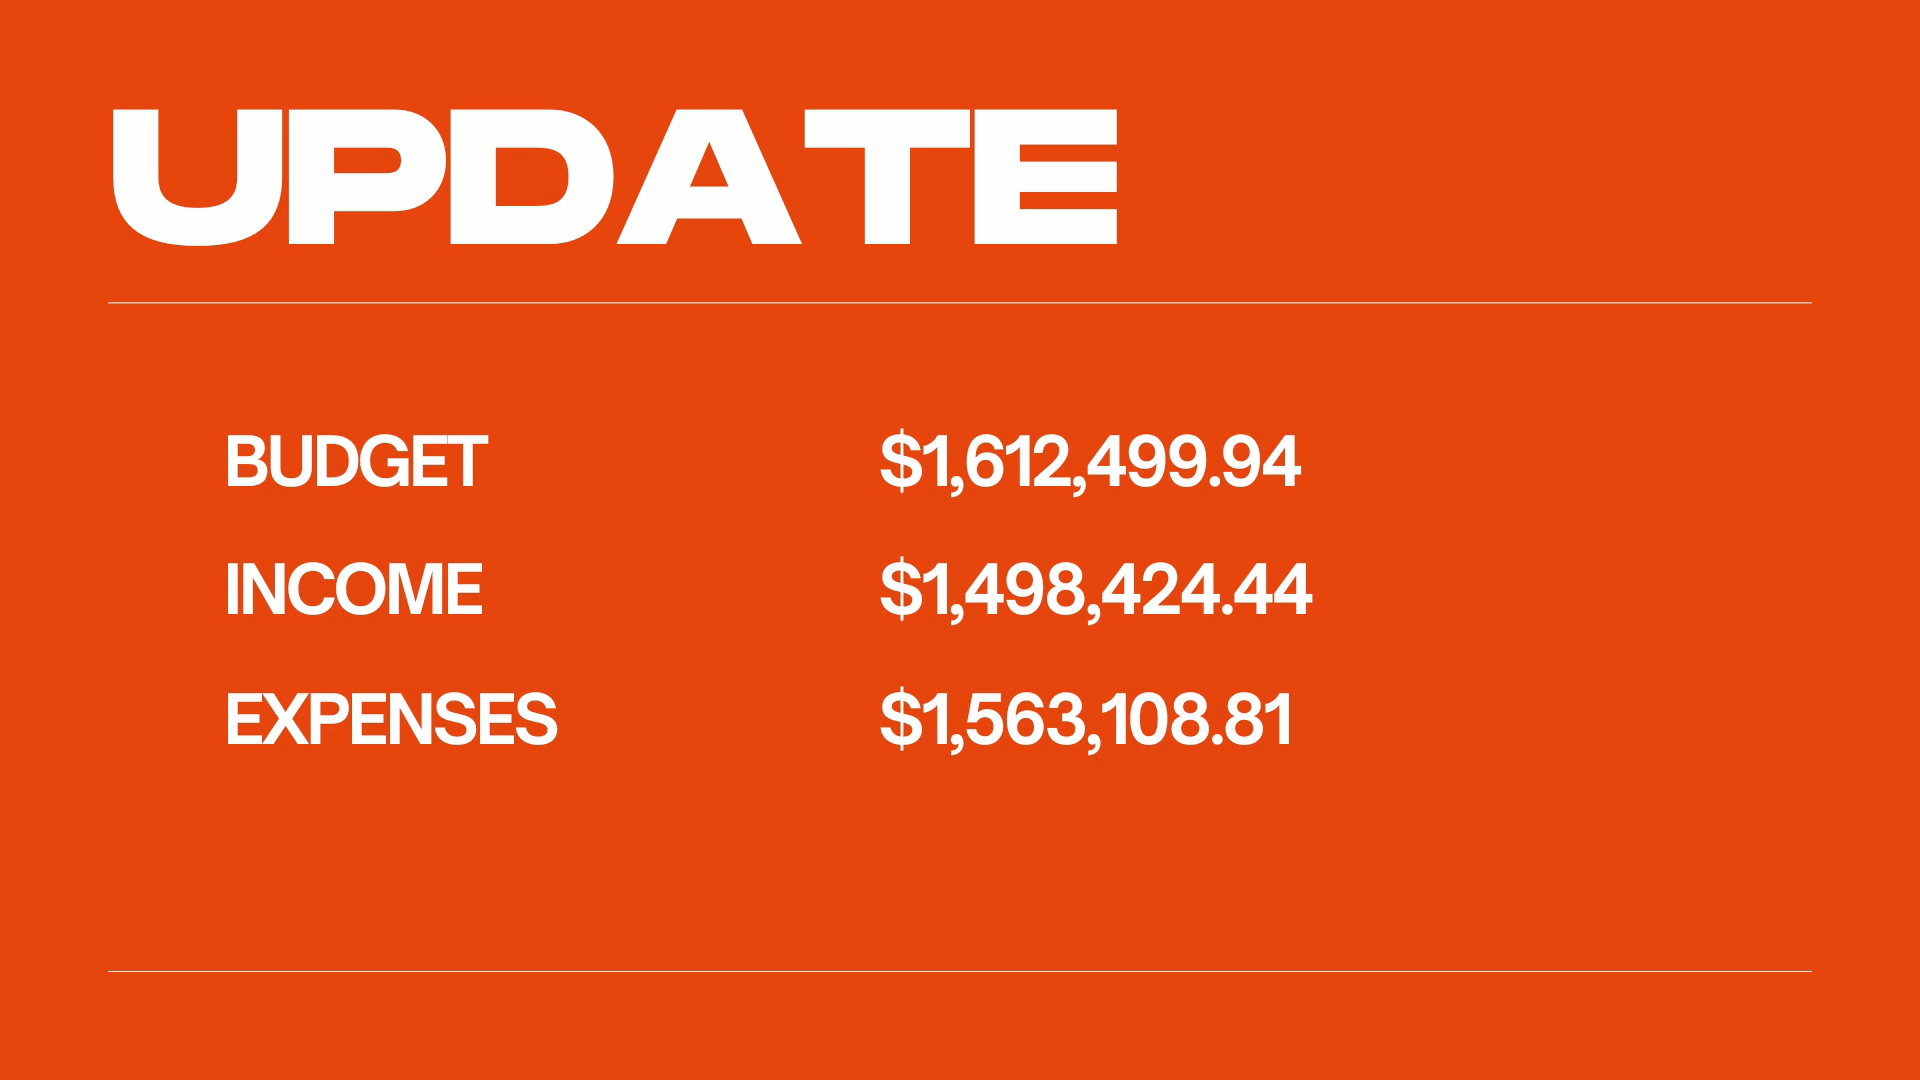 UPDATE
BUDGET $1,612,499.94
INCOME $1,498,424.44
EXPENSES $1,563,108.81